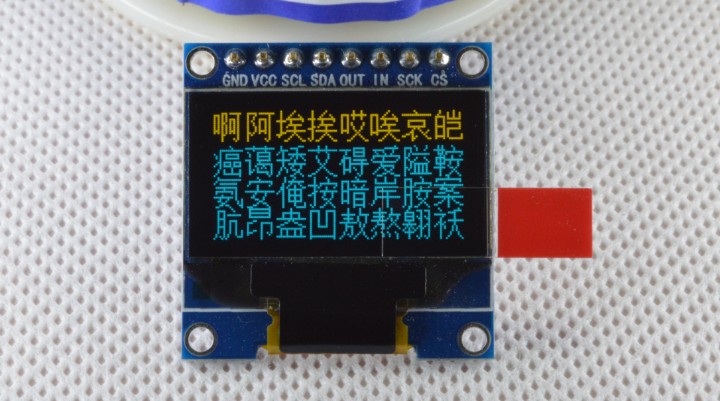 GND VCC SCL SDA OUT IN SCK CS
啊阿埃挨哎唉哀皑
癌蔼矮艾碍爱隘鞍
氨安俺按暗岸胺案
肮昂盎凹敖熬翱袄